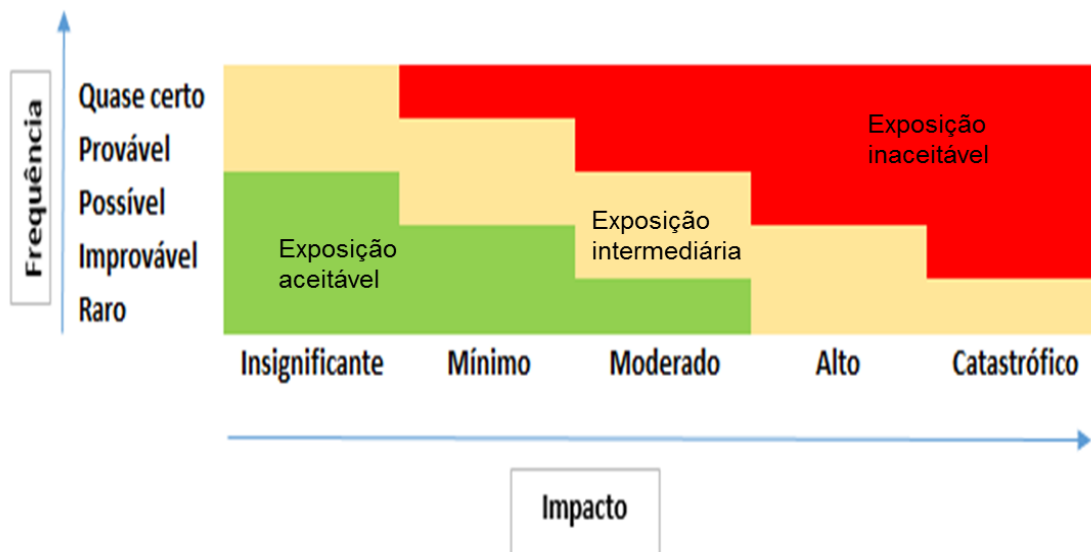 Frequência
Quase certo
Provável
Possível
Improvável
Raro
Exposição
inaceitável
Exposição
intermediária
Exposição
aceitável
Insignificante
Mínimo
Moderado
Alto
Catastrófico
Impacto